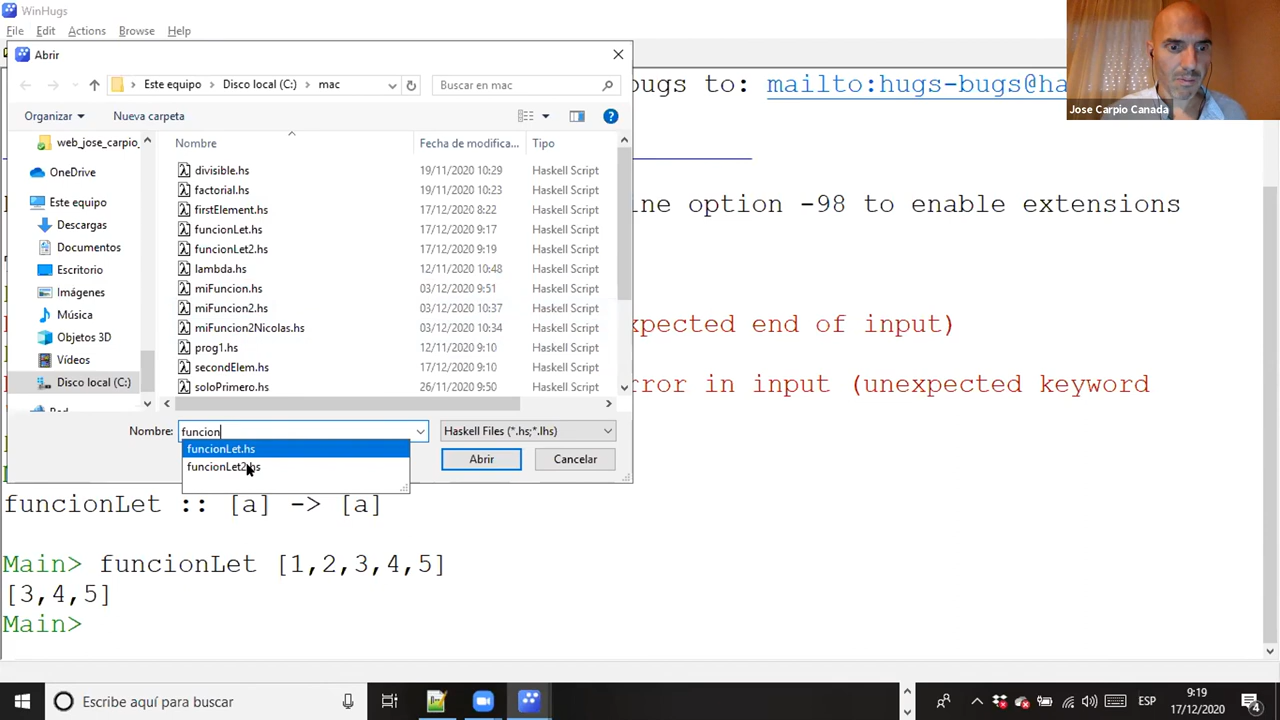 WinHugs
File Edit Actions Browse Help
Abrir
Este equipo Disco local (C:) mac
Buscar en mac
ugs to: mailto:hugs-bugs@ha
Jose Carpio Canada
Organizar Nueva carpeta
Nombre Fecha de modifica... Tipo
web_jose_carpio_
OneDrive
Este equipo
Descargas
Documentos
Escritorio
Imágenes
Música
Objetos 3D
Vídeos
Disco local (C:)
divisible.hs 19/11/2020 10:29 Haskell Script
factorial.hs 19/11/2020 10:23 Haskell Script
firstElement.hs 17/12/2020 8:22 Haskell Script
funcionLet.hs 17/12/2020 9:17 Haskell Script
funcionLet2.hs 17/12/2020 9:19 Haskell Script
lambda.hs 12/11/2020 10:48 Haskell Script
miFuncion.hs 03/12/2020 9:51 Haskell Script
miFuncion2.hs 03/12/2020 10:37 Haskell Script
miFuncion2Nicolas.hs 03/12/2020 10:34 Haskell Script
prog1.hs 12/11/2020 9:10 Haskell Script
secondElem.hs 17/12/2020 9:10 Haskell Script
soloPrimero.hs 26/11/2020 9:50 Haskell Script
ine option -98 to enable extensions
xpected end of input)
rror in input (unexpected keyword
Nombre: funcion
Haskell Files (*.hs;*.lhs)
funcionLet.hs
funcionLet2.hs
Abrir Cancelar
funcionLet :: [a] -> [a]
Main> funcionLet [1,2,3,4,5]
[3,4,5]
Main>
Escribe aquí para buscar
ESP
9:19
17/12/2020
4